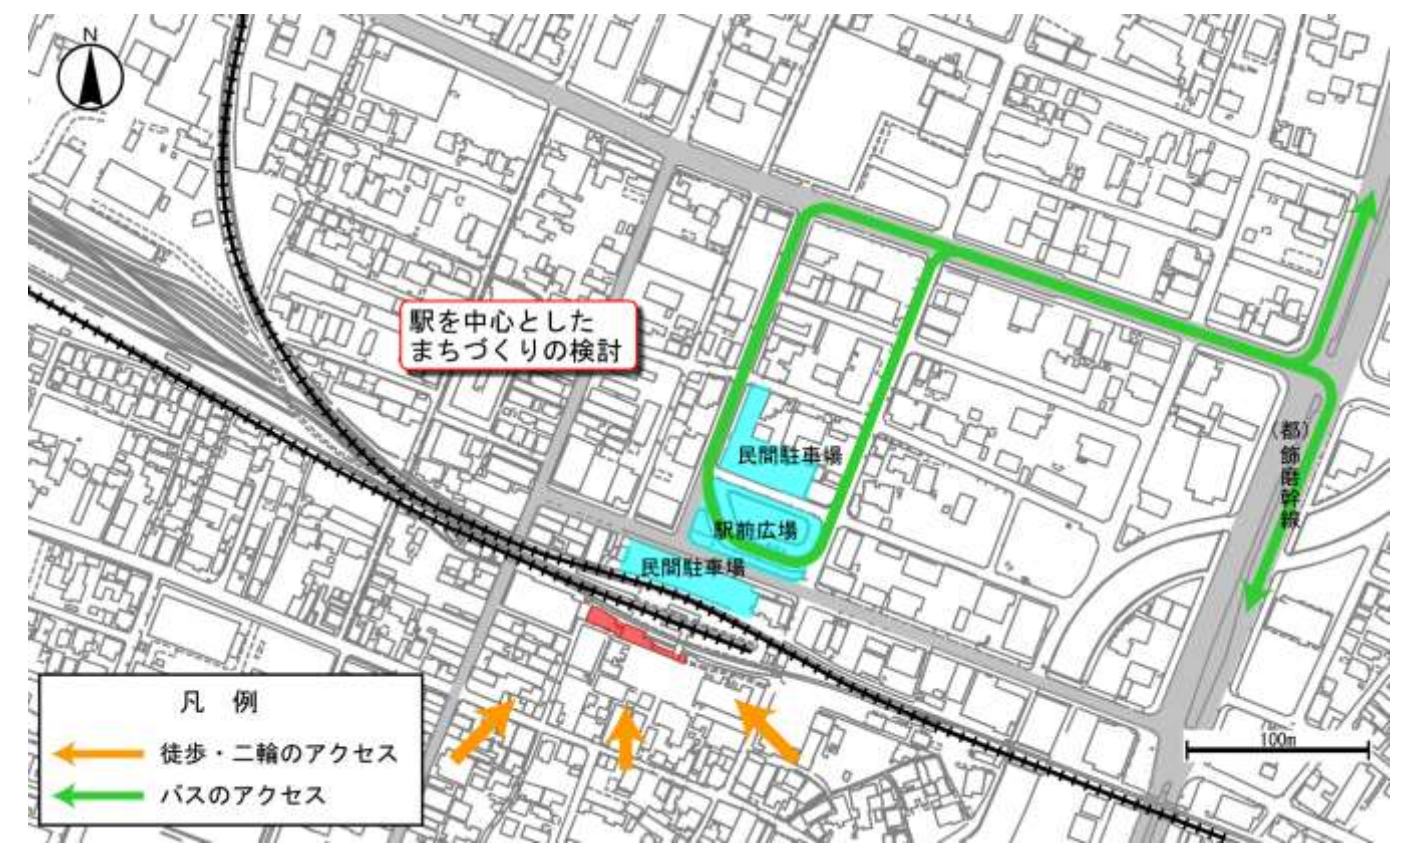 N
駅を中心とした
まちづくりの検討
民間駐車場
駅前広場
民間駐車場
(都)飾磨幹線
100m
凡 例
徒歩・二輪のアクセス
バスのアクセス